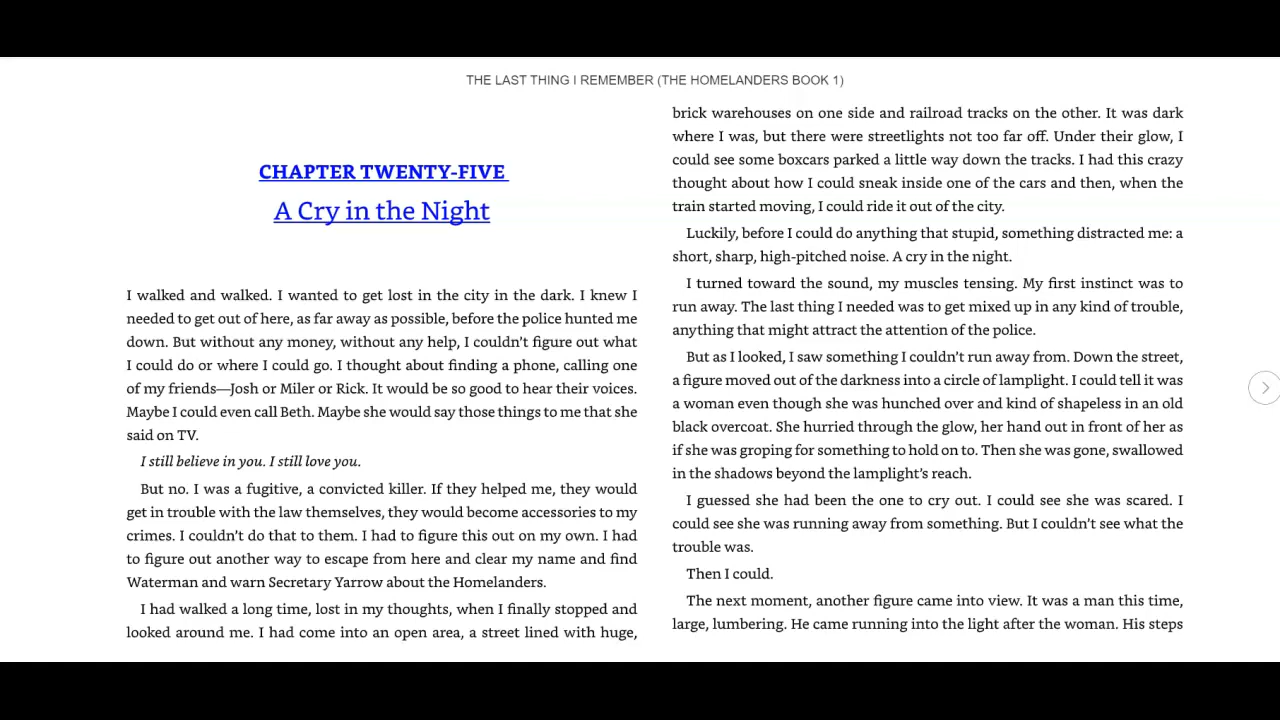 THE LAST THING I REMEMBER (THE HOMELANDERS BOOK 1)
CHAPTER TWENTY-FIVE
A Cry in the Night
I walked and walked. I wanted to get lost in the city in the dark. I knew I
needed to get out of here, as far away as possible, before the police hunted me
down. But without any money, without any help, I couldn’t figure out what
I could do or where I could go. I thought about finding a phone, calling one
of my friends—Josh or Miler or Rick. It would be so good to hear their voices.
Maybe I could even call Beth. Maybe she would say those things to me that she
said on TV.
I still believe in you. I still love you.
But no. I was a fugitive, a convicted killer. If they helped me, they would
get in trouble with the law themselves, they would become accessories to my
crimes. I couldn’t do that to them. I had to figure this out on my own. I had
to figure out another way to escape from here and clear my name and find
Waterman and warn Secretary Yarrow about the Homelanders.
I had walked a long time, lost in my thoughts, when I finally stopped and
looked around me. I had come into an open area, a street lined with huge,
brick warehouses on one side and railroad tracks on the other. It was dark
where I was, but there were streetlights not too far off. Under their glow, I
could see some boxcars parked a little way down the tracks. I had this crazy
thought about how I could sneak inside one of the cars and then, when the
train started moving, I could ride it out of the city.
Luckily, before I could do anything that stupid, something distracted me: a
short, sharp, high-pitched noise. A cry in the night.
I turned toward the sound, my muscles tensing. My first instinct was to
run away. The last thing I needed was to get mixed up in any kind of trouble,
anything that might attract the attention of the police.
But as I looked, I saw something I couldn’t run away from. Down the street,
a figure moved out of the darkness into a circle of lamplight. I could tell it was
a woman even though she was hunched over and kind of shapeless in an old
black overcoat. She hurried through the glow, her hand out in front of her as
if she was groping for something to hold on to. Then she was gone, swallowed
in the shadows beyond the lamplight’s reach.
I guessed she had been the one to cry out. I could see she was scared. I
could see she was running away from something. But I couldn’t see what the
trouble was.
Then I could.
The next moment, another figure came into view. It was a man this time,
large, lumbering. He came running into the light after the woman. His steps